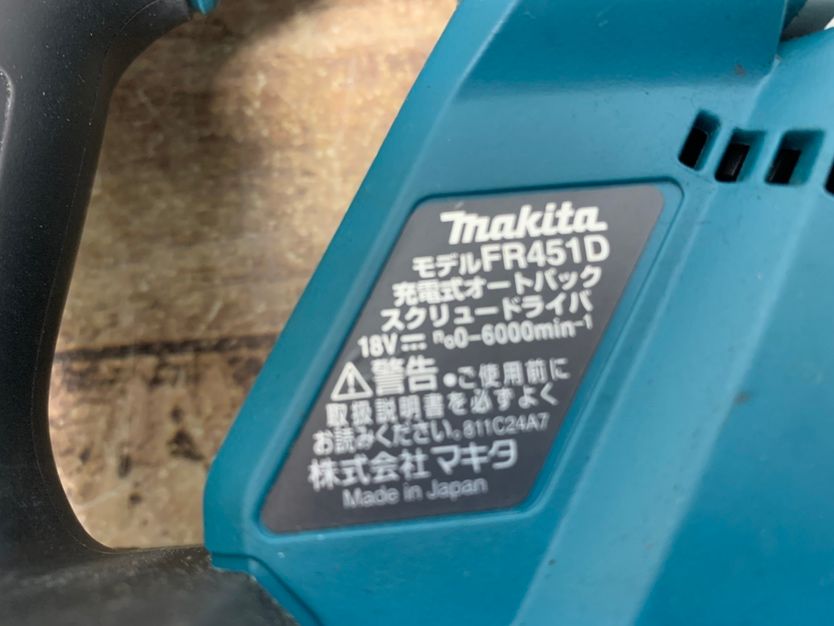 makita
モデルFR451D
充電式オートパック
スクリュードライバ
18V⎓ n₀0-6000min⁻¹
⚠警告 ●ご使用前に
取扱説明書を必ずよく
お読みください。811C24A7
株式会社マキタ
Made in Japan